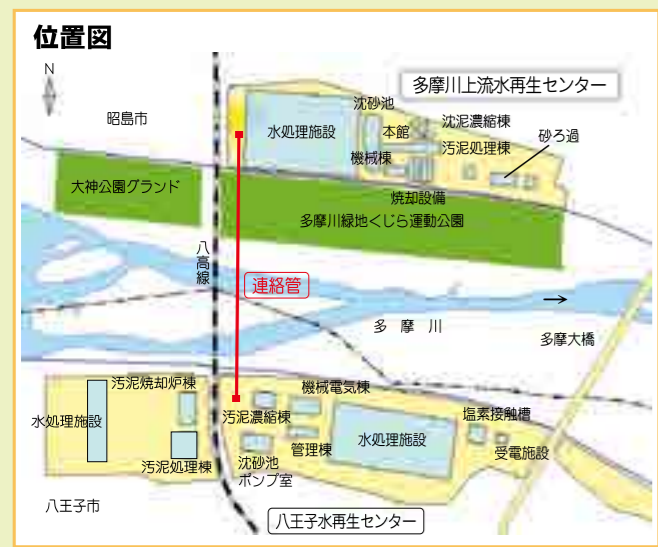 位置図
N
昭島市
多摩川上流水再生センター
沈砂池
水処理施設
本館
沈泥濃縮棟
機械棟
汚泥処理棟
砂ろ過
焼却設備
大神公園グランド
多摩川緑地くじら運動公園
八高線
連絡管
多摩川
多摩大橋
汚泥焼却炉棟
機械電気棟
水処理施設
汚泥濃縮棟
塩素接触槽
水処理施設
管理棟
受電施設
汚泥処理棟
沈砂池
ポンプ室
八王子市
八王子水再生センター